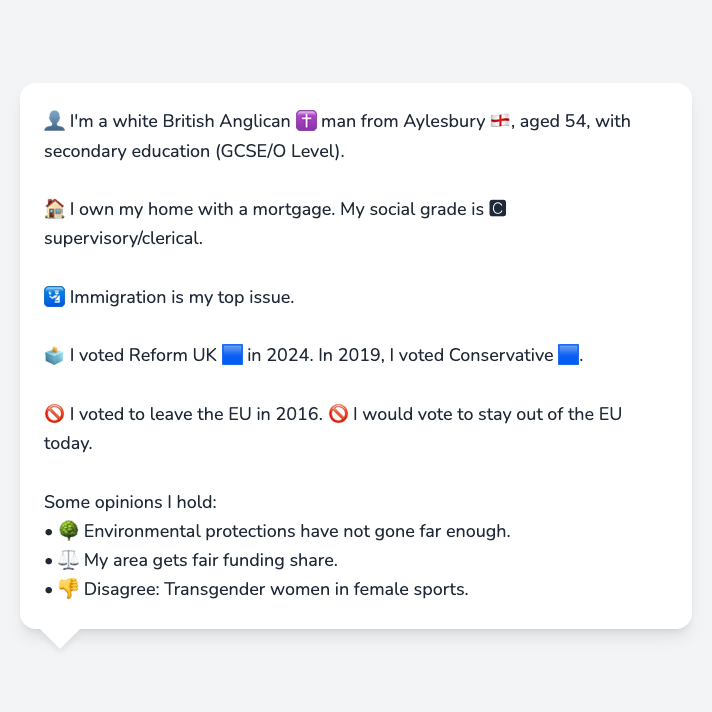 👤 I'm a white British Anglican ✝️ man from Aylesbury 🏴󠁧󠁢󠁥󠁮󠁧󠁿, aged 54, with
secondary education (GCSE/O Level).
🏠 I own my home with a mortgage. My social grade is 🅲
supervisory/clerical.
🛂 Immigration is my top issue.
🗳️ I voted Reform UK 🟦 in 2024. In 2019, I voted Conservative 🟦.
🚫 I voted to leave the EU in 2016. 🚫 I would vote to stay out of the EU
today.
Some opinions I hold:
• 🌳 Environmental protections have not gone far enough.
• ⚖️ My area gets fair funding share.
• 👎 Disagree: Transgender women in female sports.